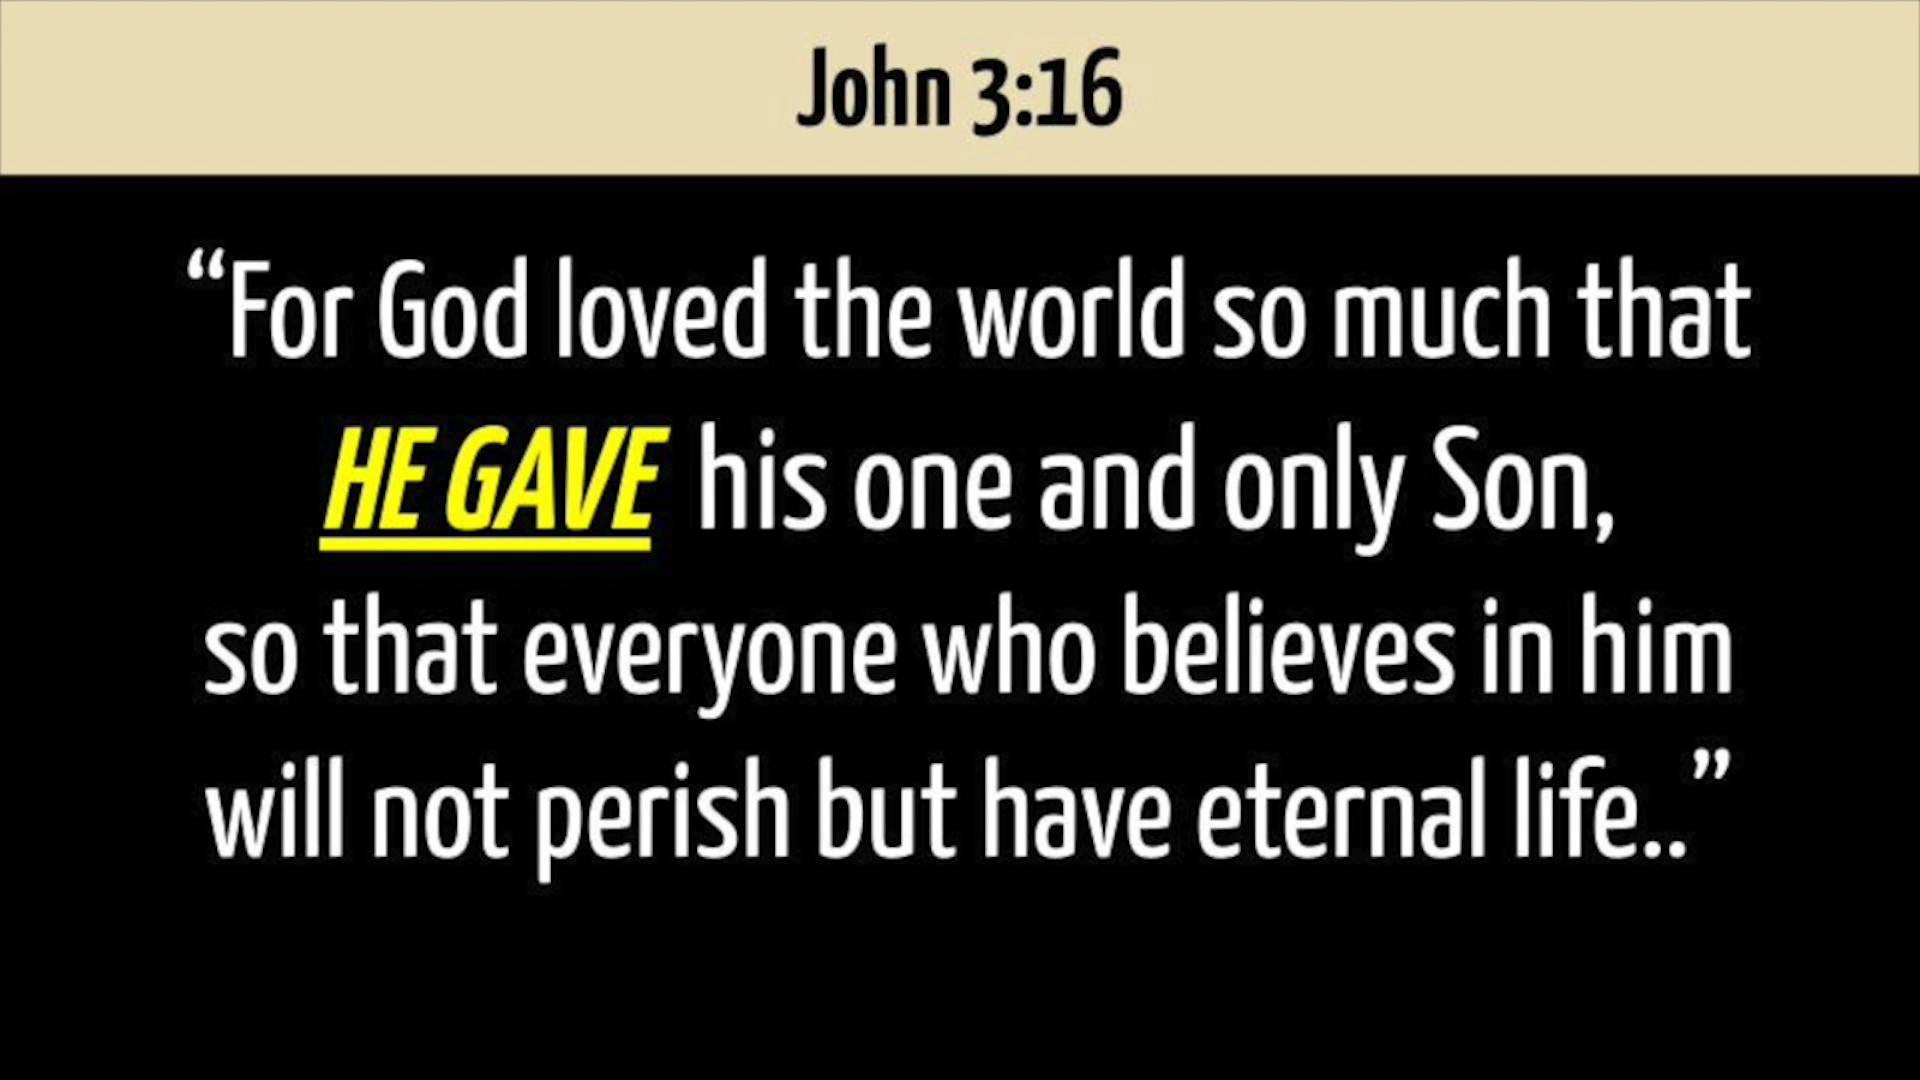 John 3:16
“For God loved the world so much that
HE GAVE his one and only Son,
so that everyone who believes in him
will not perish but have eternal life..”